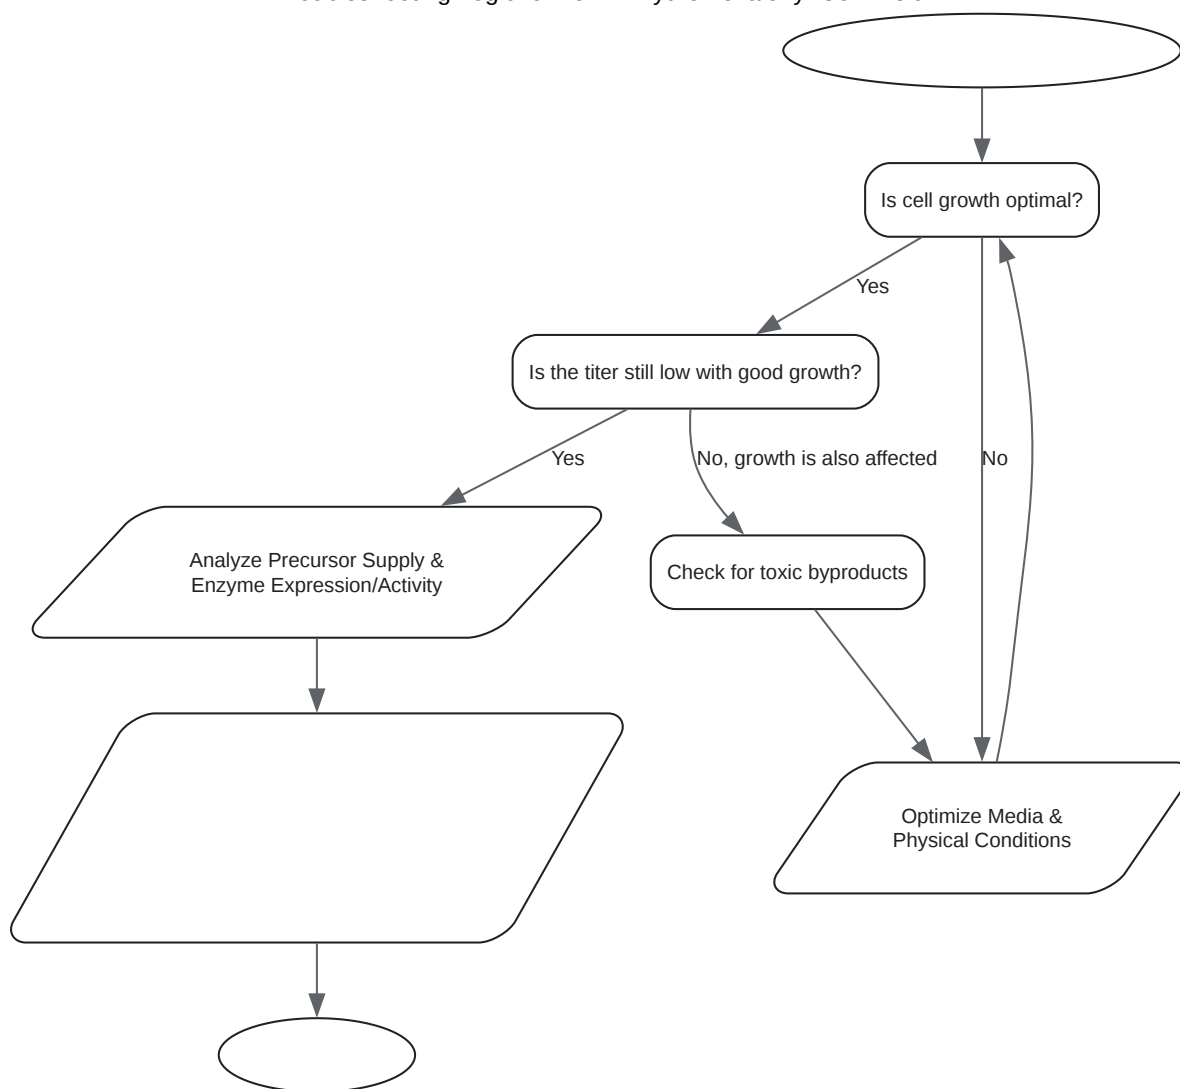 Is cell growth optimal?
Yes
Is the titer still low with good growth?
Yes
No, growth is also affected
No
Analyze Precursor Supply &
Enzyme Expression/Activity
Check for toxic byproducts
Optimize Media &
Physical Conditions